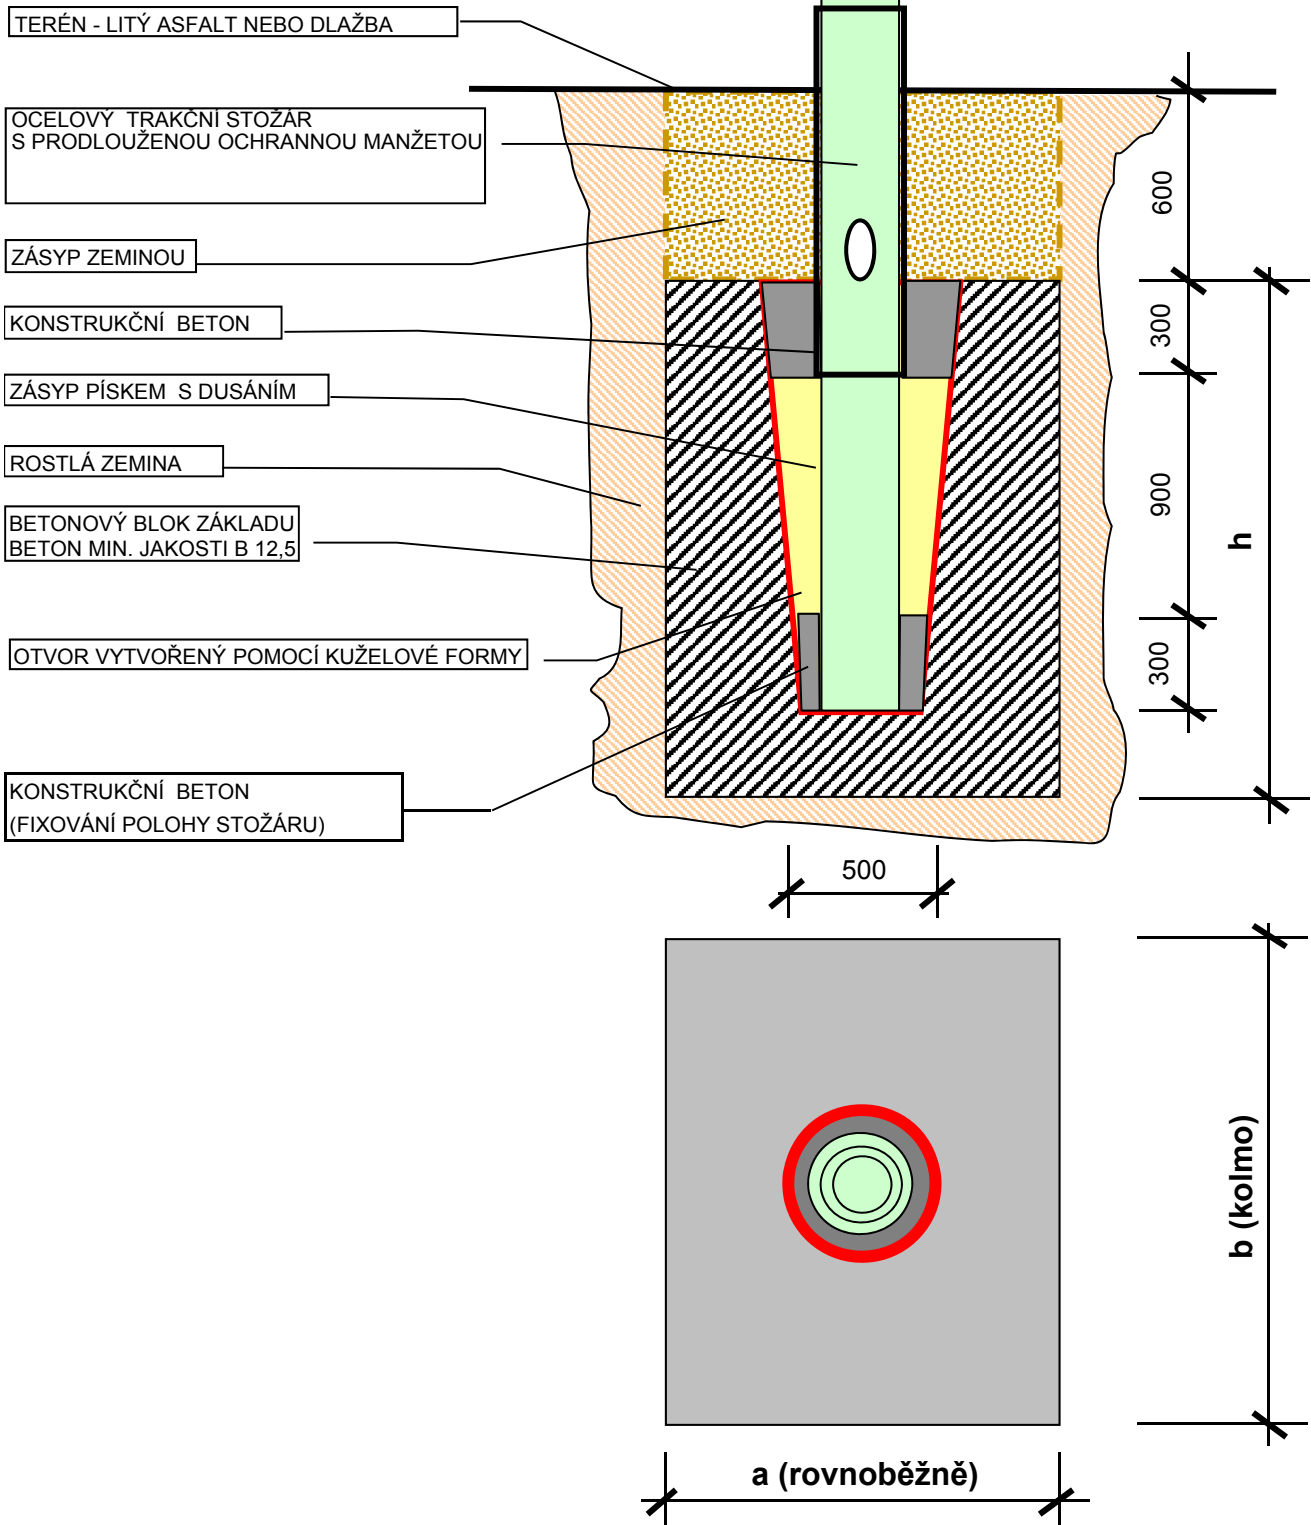 TERÉN - LITÝ ASFALT NEBO DLAŽBA
OCELOVÝ TRAKČNÍ STOŽÁR
S PRODLOUŽENOU OCHRANNOU MANŽETOU
ZÁSYP ZEMINOU
KONSTRUKČNÍ BETON
ZÁSYP PÍSKEM S DUSÁNÍM
ROSTLÁ ZEMINA
BETONOVÝ BLOK ZÁKLADU
BETON MIN. JAKOSTI B 12,5
OTVOR VYTVOŘENÝ POMOCÍ KUŽELOVÉ FORMY
KONSTRUKČNÍ BETON
(FIXOVÁNÍ POLOHY STOŽÁRU)
600
300
900
300
h
500
b (kolmo)
a (rovnoběžně)